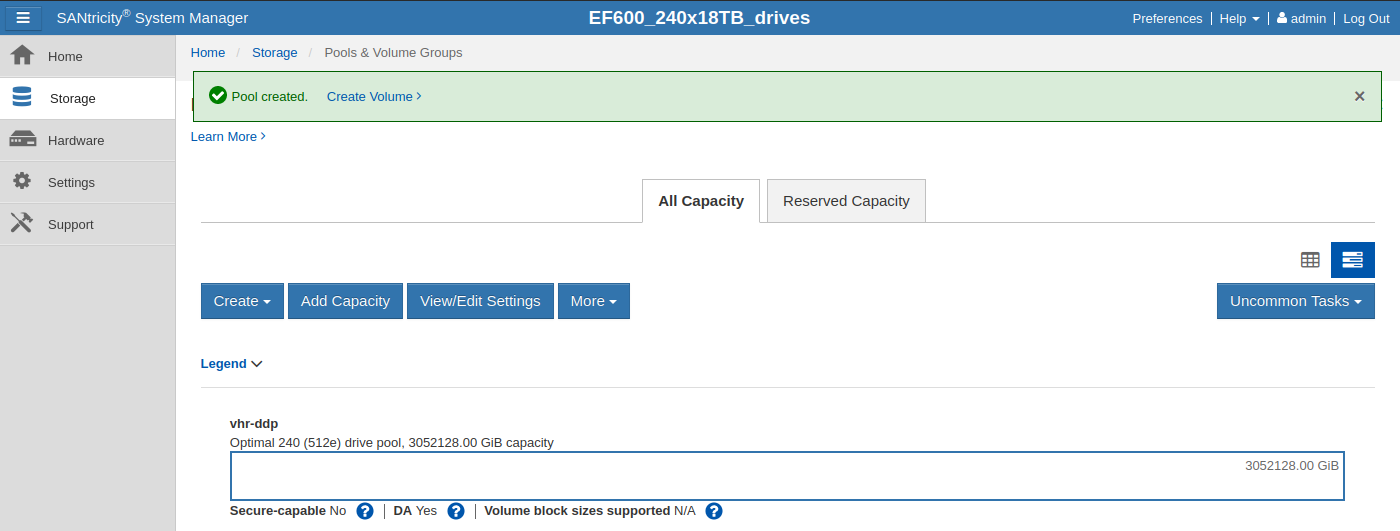 SANtricity® System Manager
EF600_240x18TB_drives
Preferences | Help | admin | Log Out
Home
Storage
Hardware
Settings
Support
Home / Storage / Pools & Volume Groups
Pool created. Create Volume ×
Learn More
All Capacity
Reserved Capacity
Create
Add Capacity
View/Edit Settings
More
Uncommon Tasks
Legend
vhr-ddp
Optimal 240 (512e) drive pool, 3052128.00 GiB capacity
3052128.00 GiB
Secure-capable No ? | DA Yes ? | Volume block sizes supported N/A ?